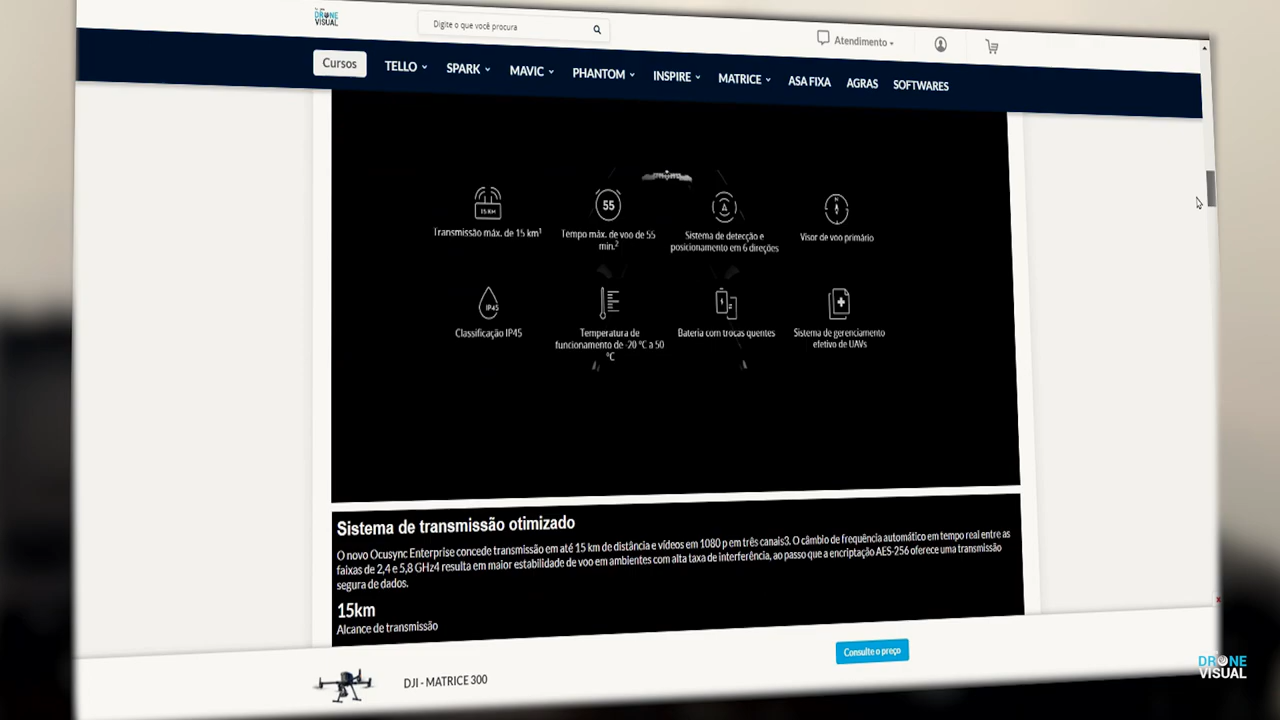 DRONE
VISUAL
Digite o que você procura
Atendimento
Cursos
TELLO
SPARK
MAVIC
PHANTOM
INSPIRE
MATRICE
ASA FIXA
AGRAS
SOFTWARES
15 KM
Transmissão máx. de 15 km¹
55
Tempo máx. de voo de 55
min.²
Sistema de detecção e
posicionamento em 6 direções
Visor de voo primário
IP45
Classificação IP45
Temperatura de
funcionamento de -20 °C a 50
°C
Bateria com trocas quentes
Sistema de gerenciamento
efetivo de UAVs
Sistema de transmissão otimizado
O novo Ocusync Enterprise concede transmissão em até 15 km de distância e vídeos em 1080 p em três canais3. O câmbio de frequência automático em tempo real entre as
faixas de 2,4 e 5,8 GHz4 resulta em maior estabilidade de voo em ambientes com alta taxa de interferência, ao passo que a encriptação AES-256 oferece uma transmissão
segura de dados.
15km
Alcance de transmissão
DJI - MATRICE 300
Consulte o preço
DRONE
VISUAL